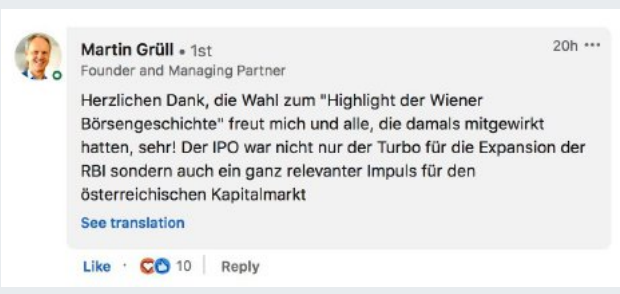 Martin Grüll • 1st
20h •••
Founder and Managing Partner
Herzlichen Dank, die Wahl zum "Highlight der Wiener
Börsengeschichte" freut mich und alle, die damals mitgewirkt
hatten, sehr! Der IPO war nicht nur der Turbo für die Expansion der
RBI sondern auch ein ganz relevanter Impuls für den
österreichischen Kapitalmarkt
See translation
Like · 10 | Reply